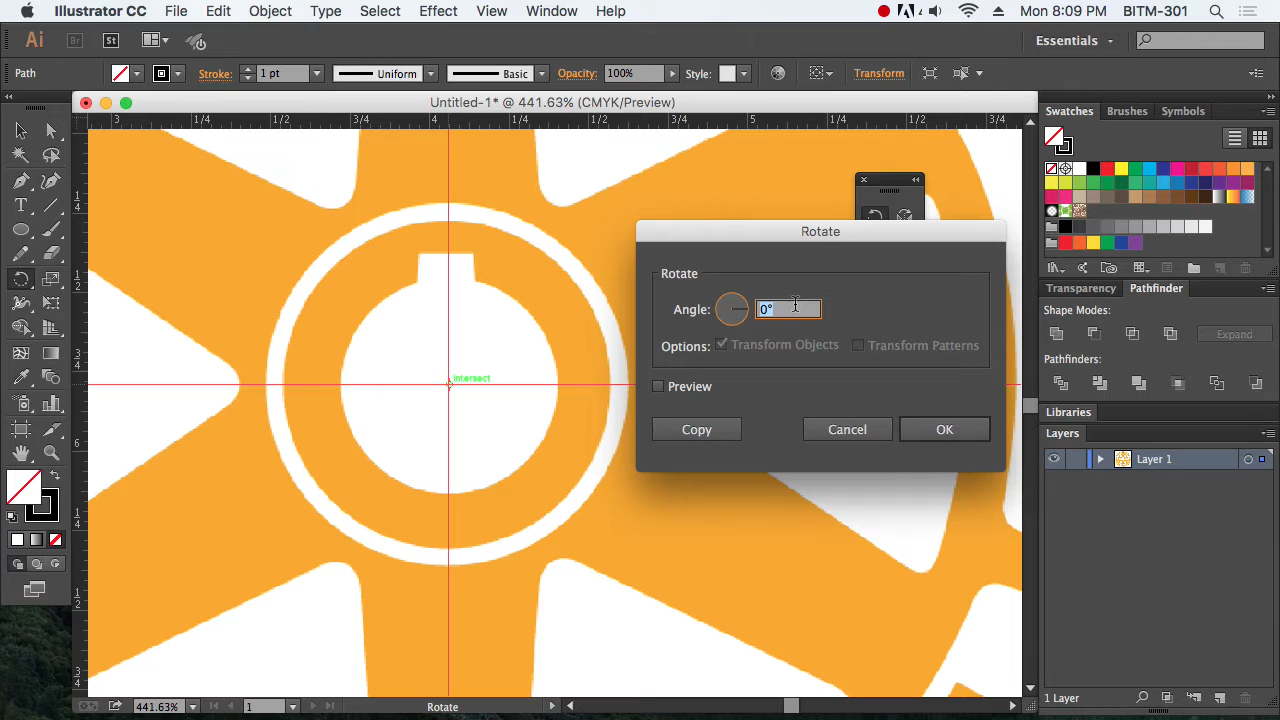 Illustrator CC File Edit Object Type Select Effect View Window Help 4 Mon 8:09 PM BITM-301
Ai Br St Essentials
Path Stroke: 1 pt Uniform Basic Opacity: 100% Style: Transform
Untitled-1* @ 441.63% (CMYK/Preview)
3 1/4 1/2 3/4 4 1/4 1/2 3/4 5 1/4 1/2 3/4
Swatches Brushes Symbols
Rotate
Rotate
Angle: 0°
Options: Transform Objects Transform Patterns
Preview
Copy Cancel OK
intersect
Transparency Pathfinder
Shape Modes:
Expand
Pathfinders:
Libraries
Layers
Layer 1
1 Layer
441.63% 1 Rotate